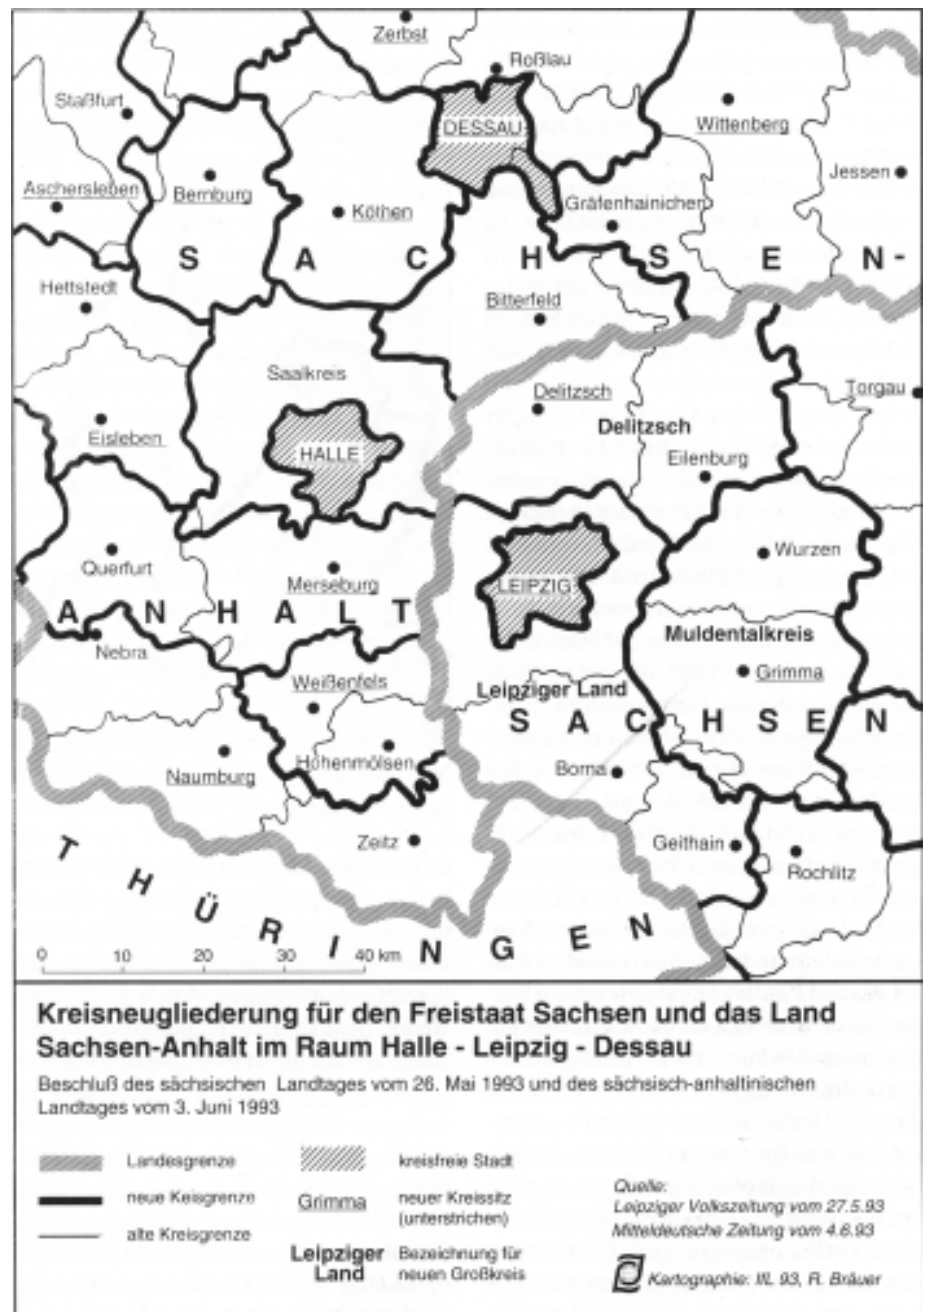 Zerbst
Roßlau
Staßfurt
DESSAU
Wittenberg
Jessen
Aschersleben
Bernburg
Köthen
Gräfenhainichen
S A C H S E N -
Hettstedt
Bitterfeld
Saalkreis
Delitzsch
Torgau
Eisleben
Delitzsch
HALLE
Eilenburg
Querfurt
Wurzen
Merseburg
LEIPZIG
A N H A L T
Muldentalkreis
Nebra
Grimma
Weißenfels
Leipziger Land
S A C H S E N
Höhenmölsen
Borna
Naumburg
Zeitz
Geithain
Rochlitz
T H Ü R I N G E N
0 10 20 30 40 km
Kreisneugliederung für den Freistaat Sachsen und das Land
Sachsen-Anhalt im Raum Halle - Leipzig - Dessau
Beschluß des sächsischen Landtages vom 26. Mai 1993 und des sächsisch-anhaltinischen
Landtages vom 3. Juni 1993
Landesgrenze
neue Keisgrenze
alte Kreisgrenze
kreisfreie Stadt
Grimma
neuer Kreissitz
(unterstrichen)
Leipziger
Land
Bezeichnung für
neuen Großkreis
Quelle:
Leipziger Volkszeitung vom 27.5.93
Mitteldeutsche Zeitung vom 4.6.93
Kartographie: IfL 93, R. Bräuer